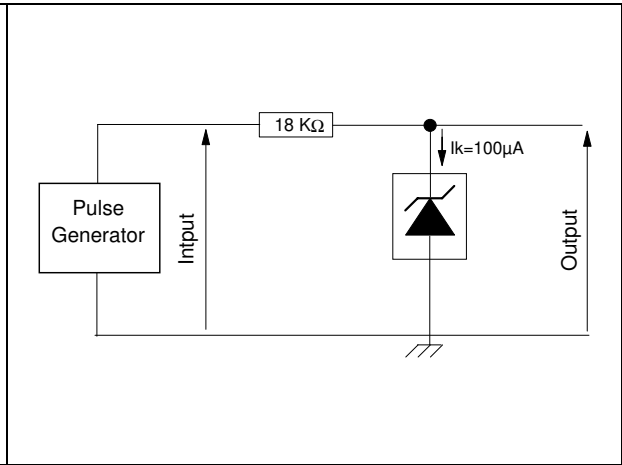 18 KΩ
Ik=100µA
Pulse
Generator
Intput
Output